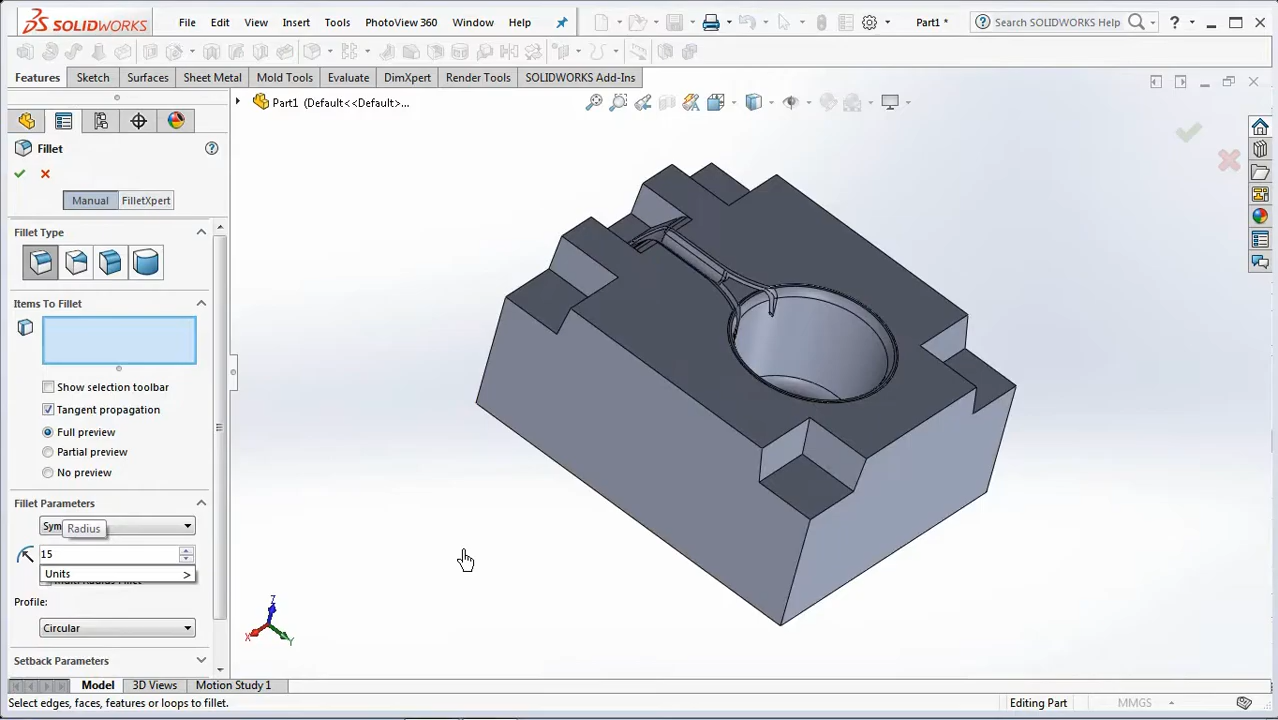 SOLIDWORKS File Edit View Insert Tools PhotoView 360 Window Help Part1 * Search SOLIDWORKS Help ?
Features Sketch Surfaces Sheet Metal Mold Tools Evaluate DimXpert Render Tools SOLIDWORKS Add-Ins
Part1 (Default<<Default>...
Fillet
Manual FilletXpert
Fillet Type
Items To Fillet
Show selection toolbar
Tangent propagation
Full preview
Partial preview
No preview
Fillet Parameters
Sym
Radius
15
Units >
Profile:
Circular
Setback Parameters
Model 3D Views Motion Study 1
Select edges, faces, features or loops to fillet. Editing Part MMGS
Z
X
Y